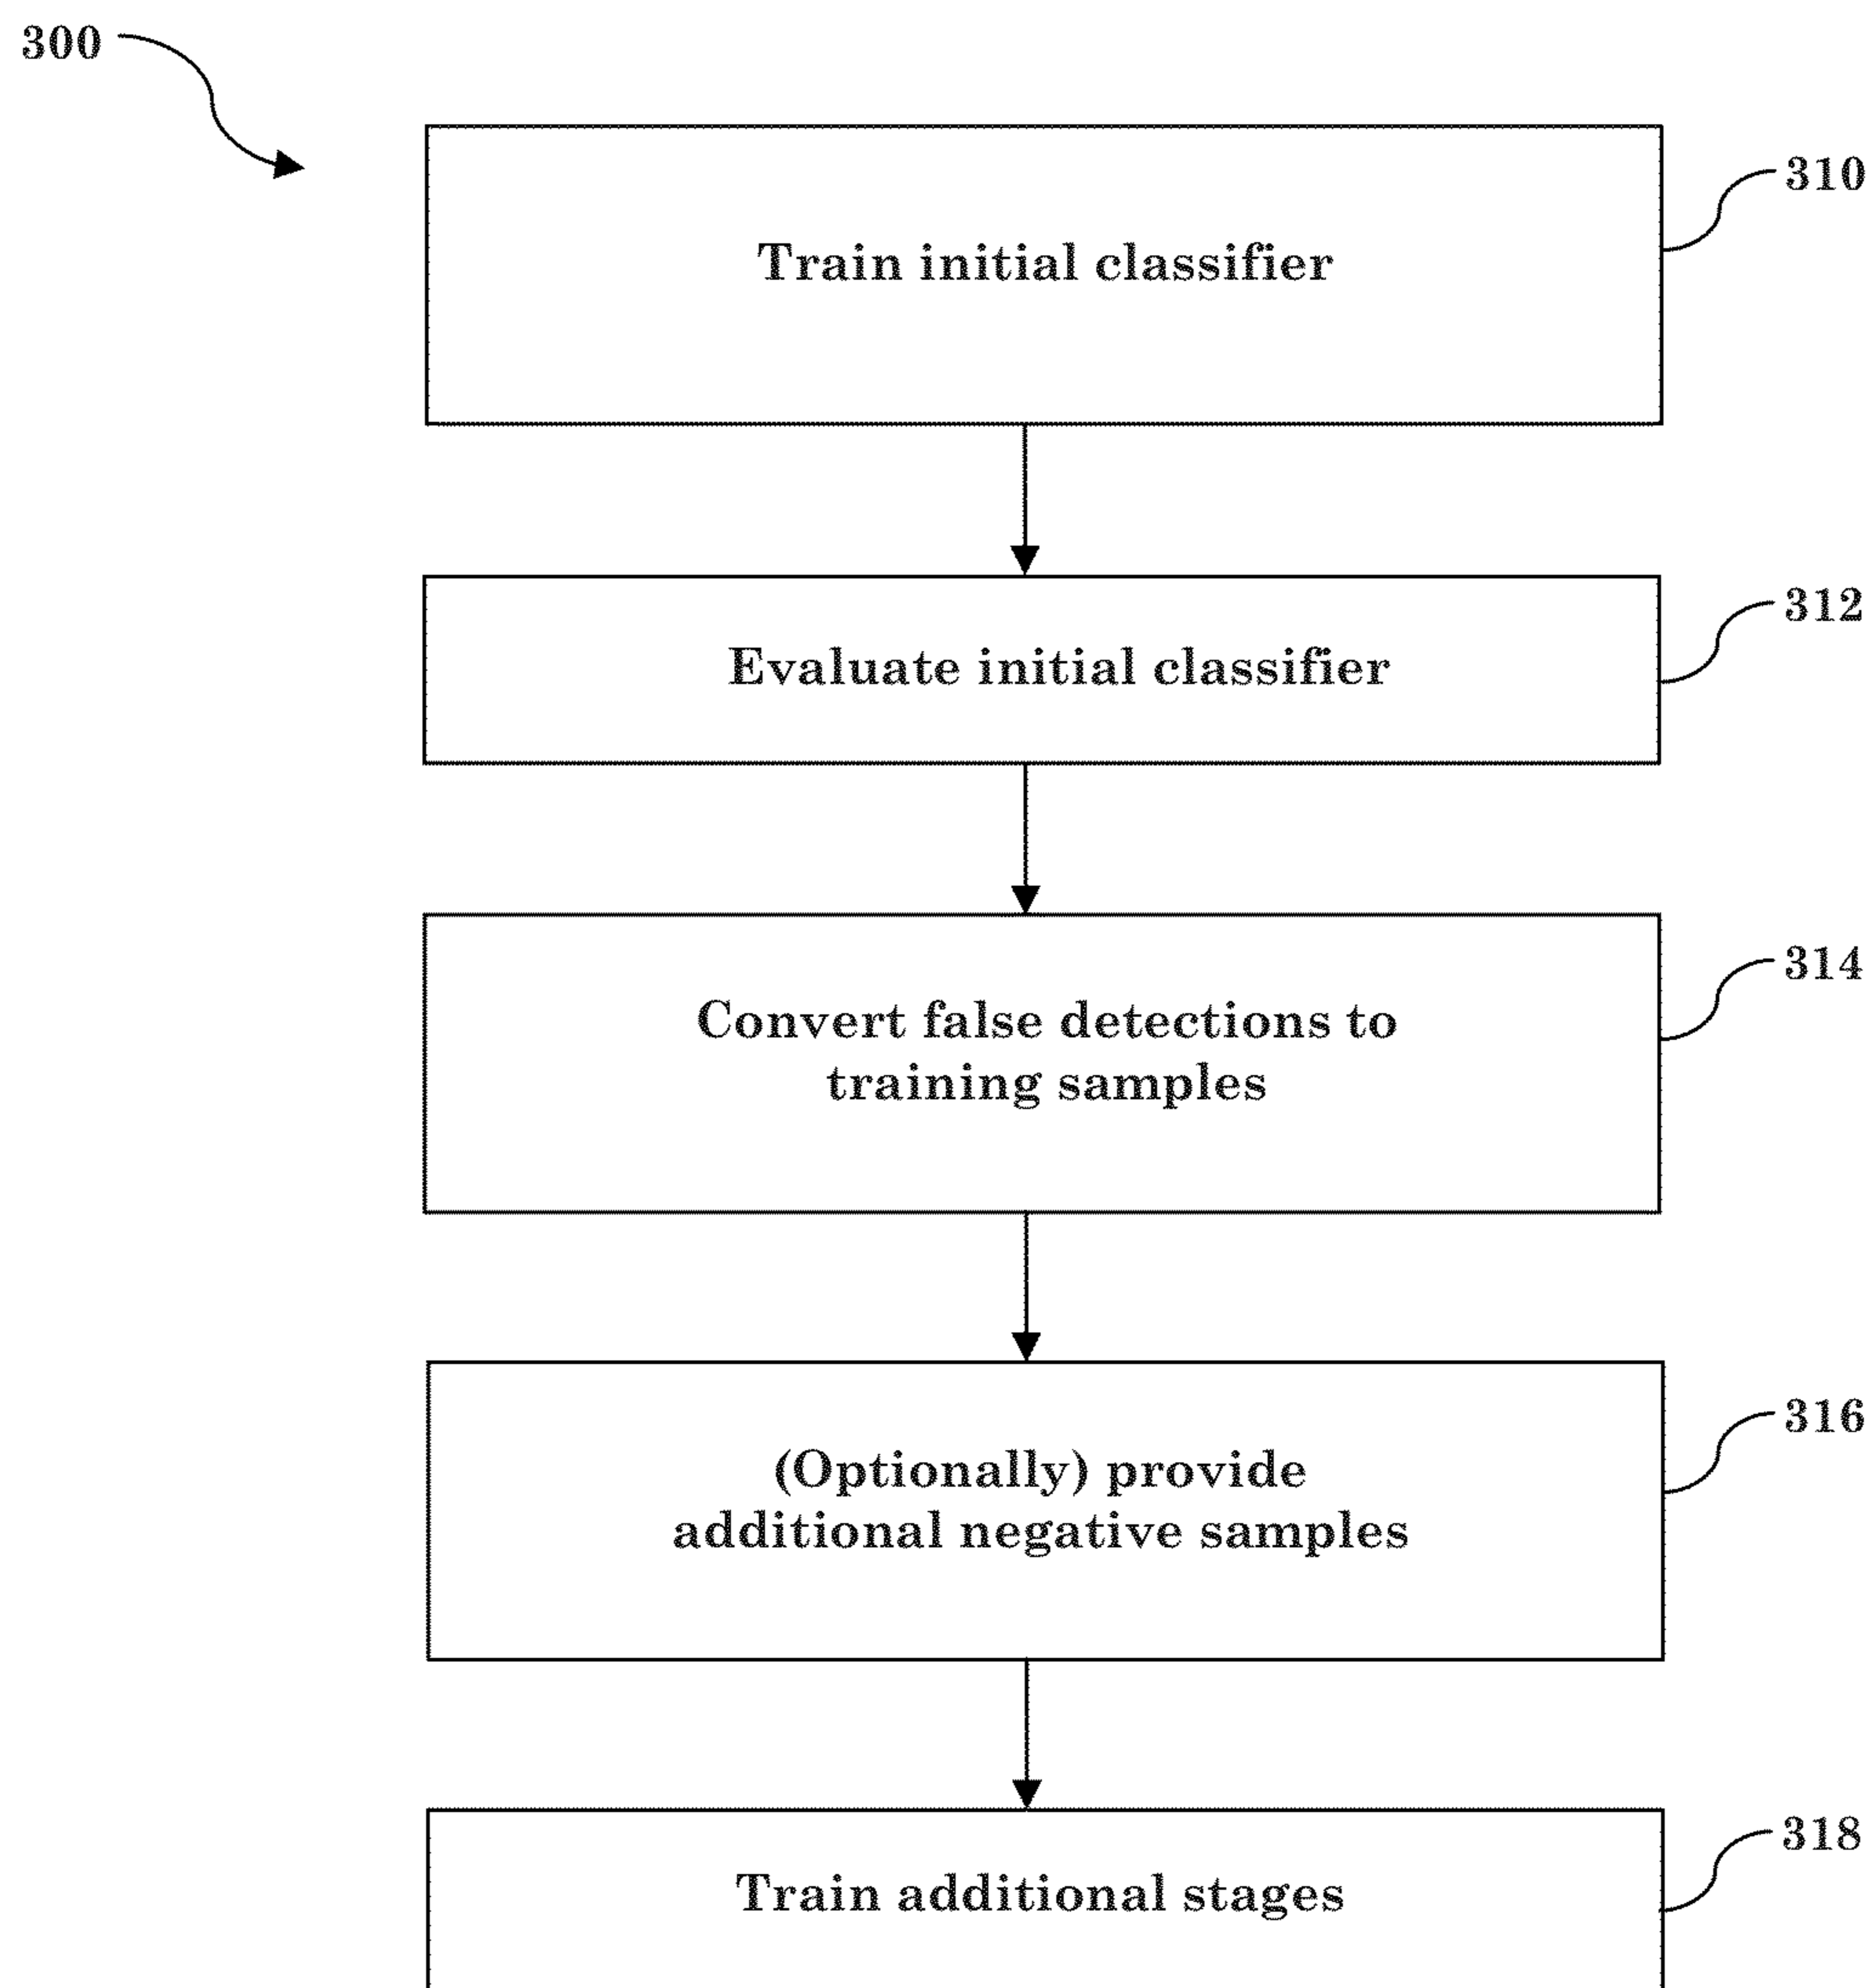 300
310
Train initial classifier
312
Evaluate initial classifier
314
Convert false detections to
training samples
316
(Optionally) provide
additional negative samples
318
Train additional stages